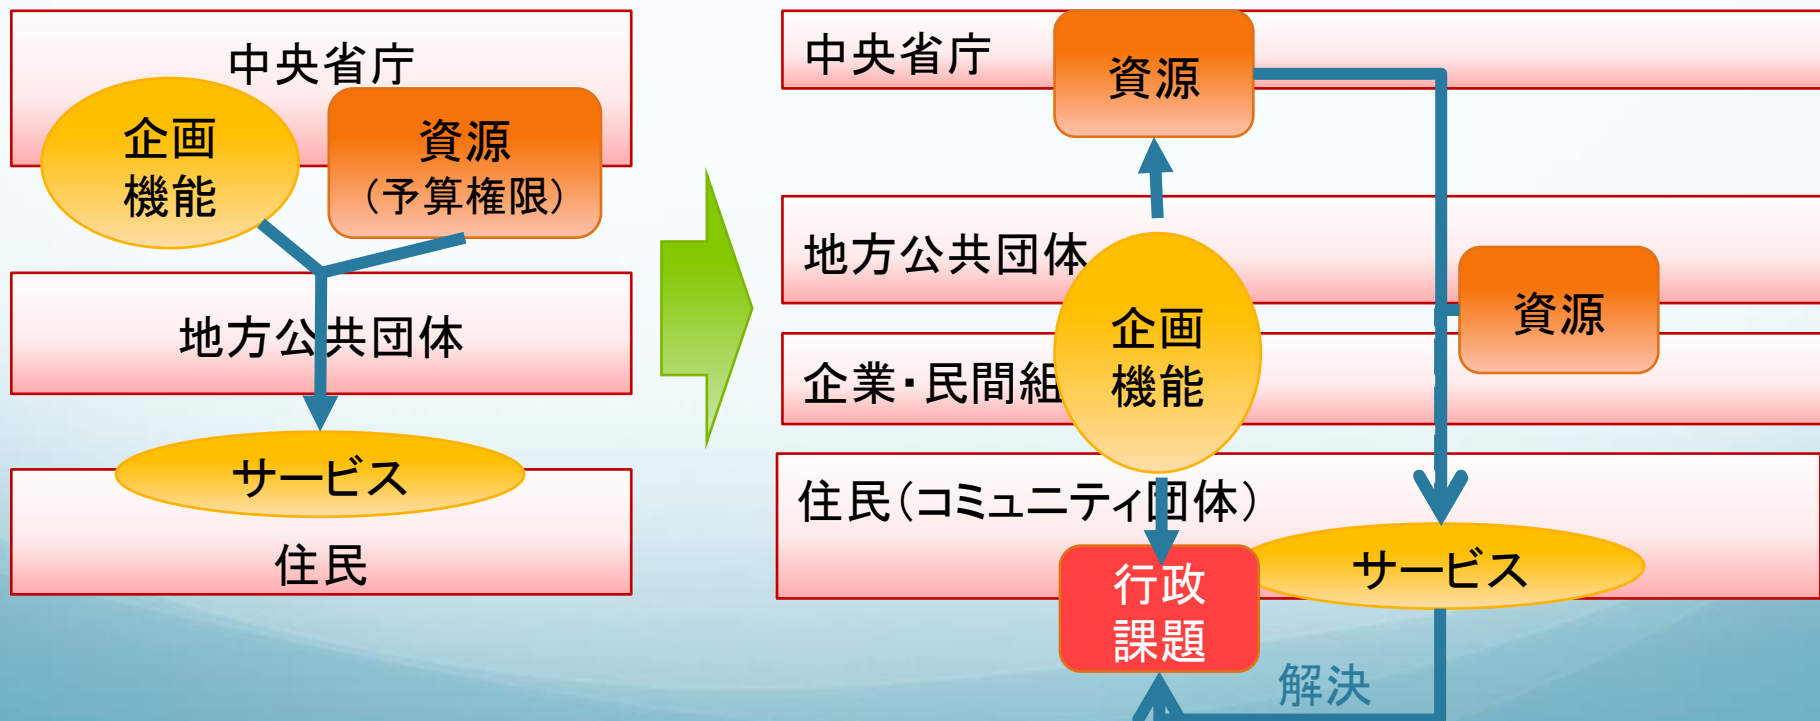 中央省庁
企画
機能
資源
（予算権限）
地方公共団体
サービス
住民
中央省庁
資源
地方公共団体
資源
企画
機能
企業・民間組
住民（コミュニティ団体）
サービス
行政
課題
解決